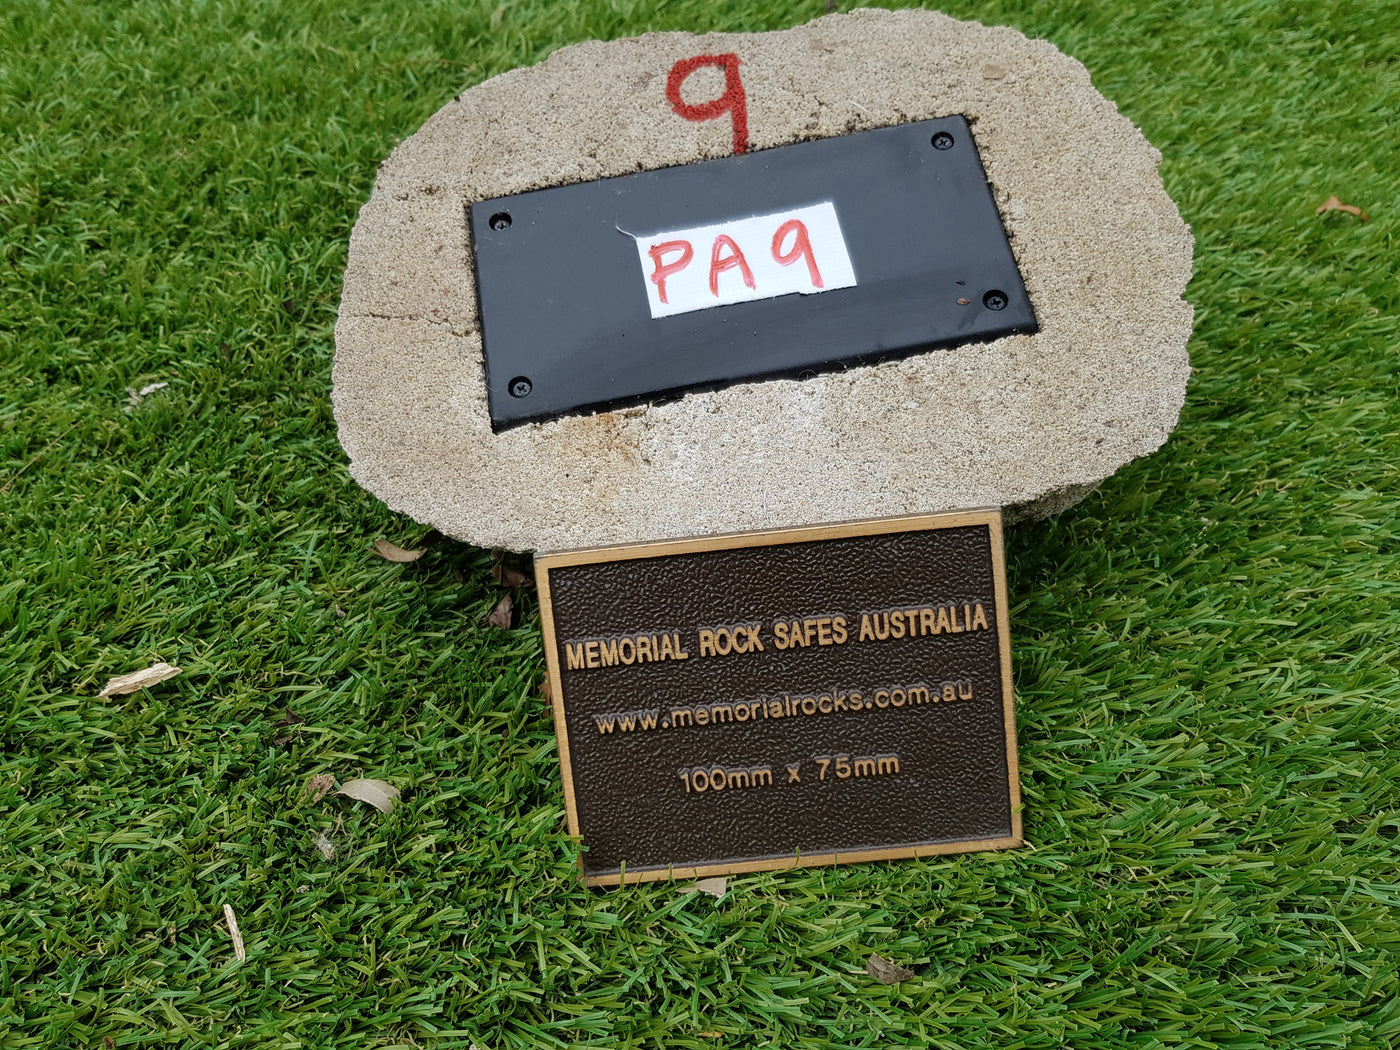 9
PA9
MEMORIAL ROCK SAFES AUSTRALIA
www.memorialrocks.com.au
100mm x 75mm